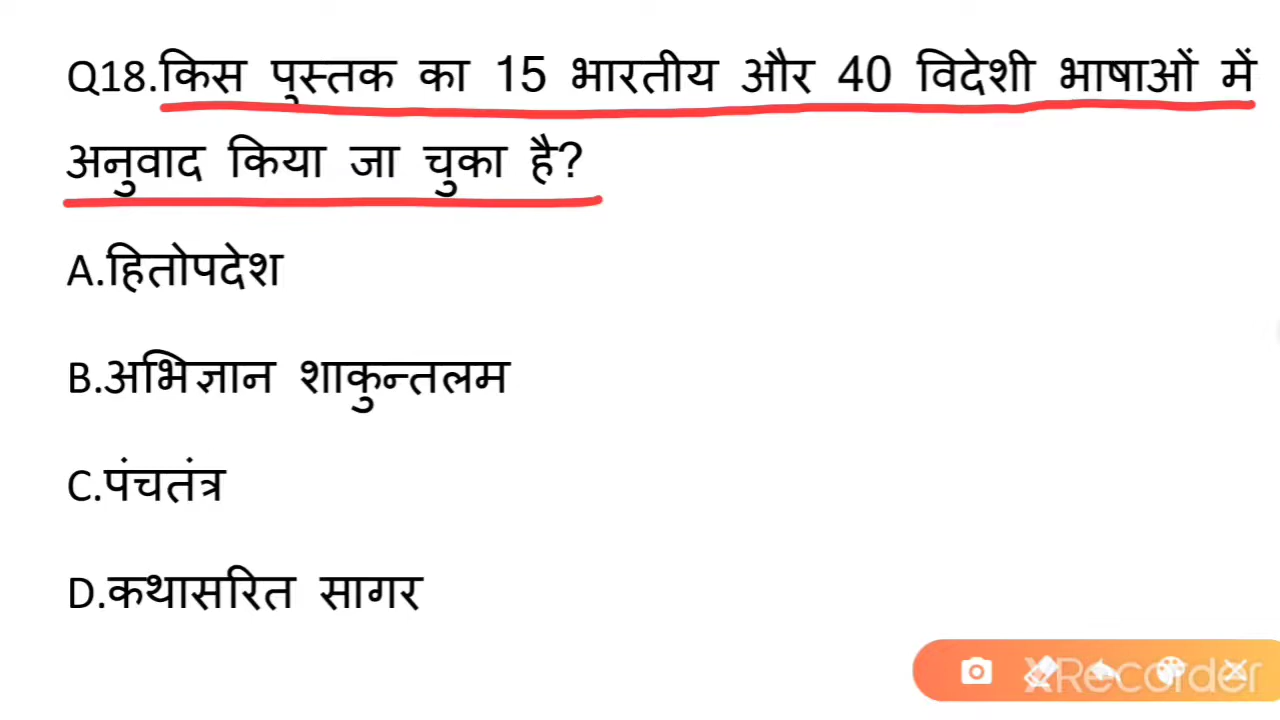 Q18.किस पुस्तक का 15 भारतीय और 40 विदेशी भाषाओं में
अनुवाद किया जा चुका है?
A.हितोपदेश
B.अभिज्ञान शाकुन्तलम
C.पंचतंत्र
D.कथासरित सागर
XRecorder